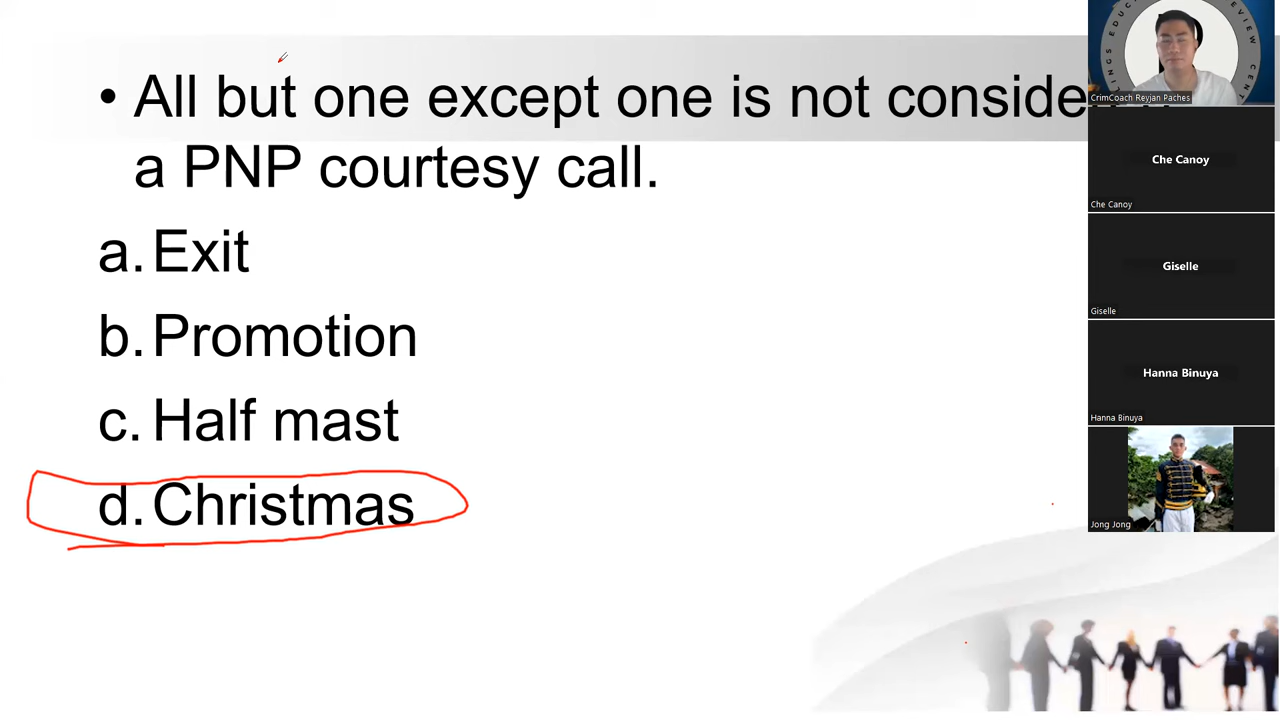 • All but one except one is not conside
a PNP courtesy call.
a. Exit
b. Promotion
c. Half mast
d. Christmas
CrimCoach Reyjan Paches
Che Canoy
Che Canoy
Giselle
Giselle
Hanna Binuya
Hanna Binuya
Jong Jong